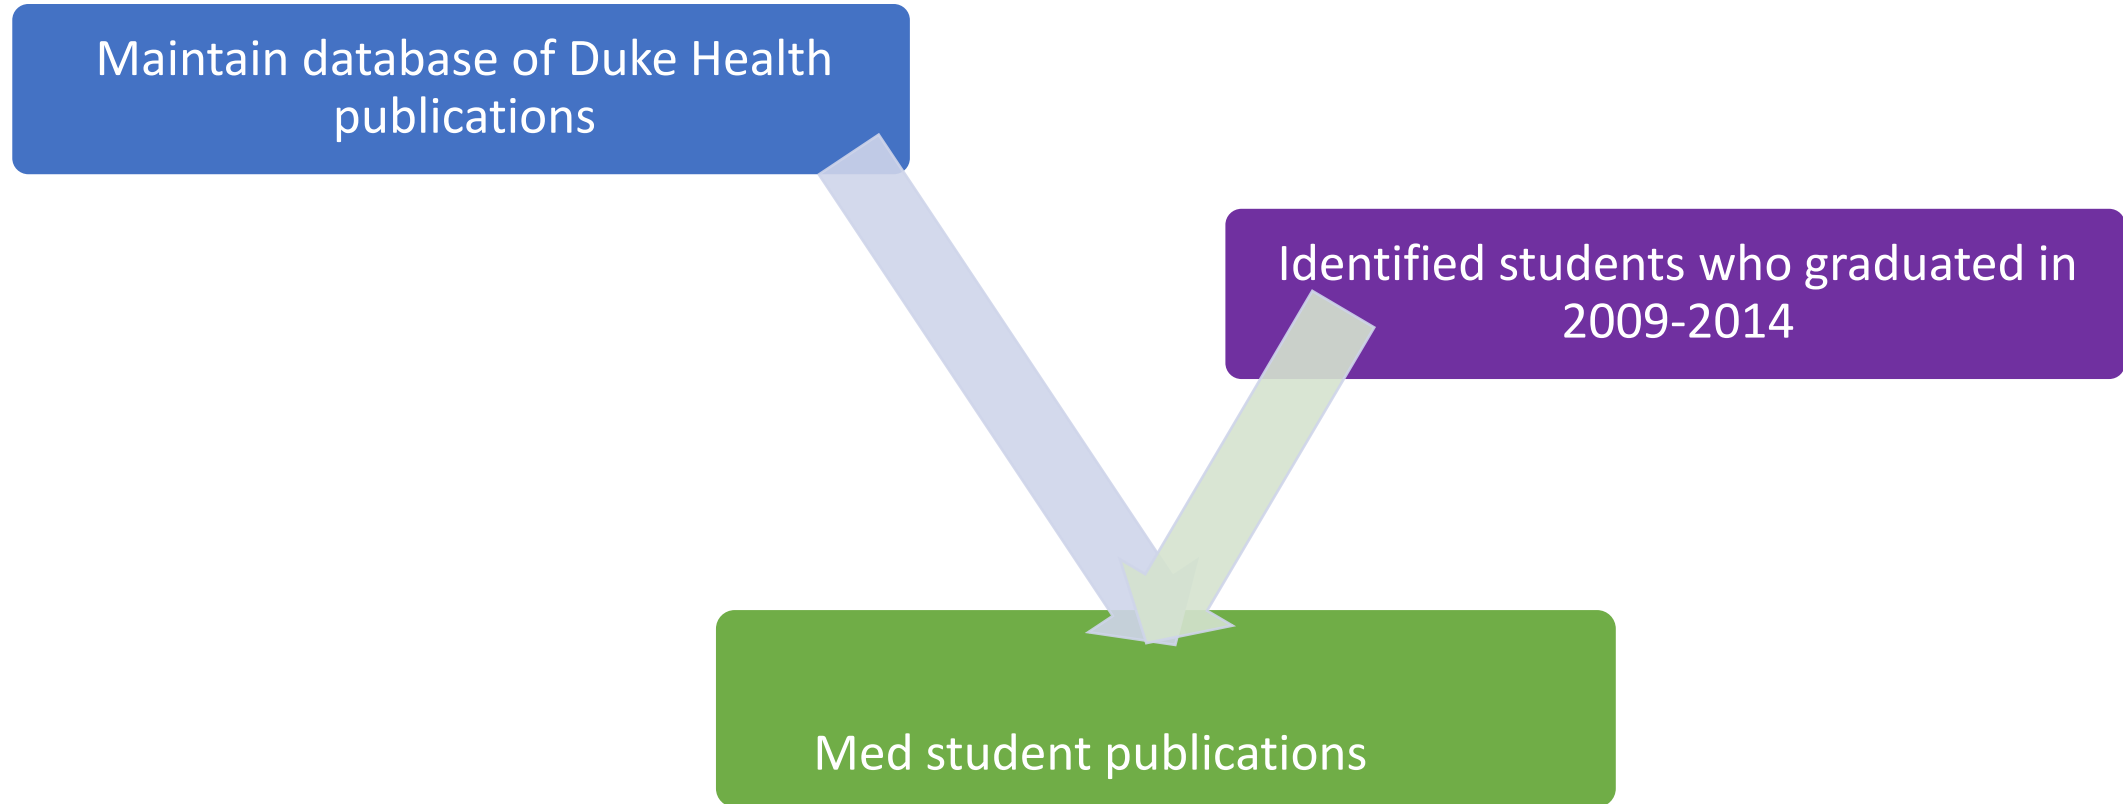 Maintain database of Duke Health
publications
Identified students who graduated in
2009-2014
Med student publications